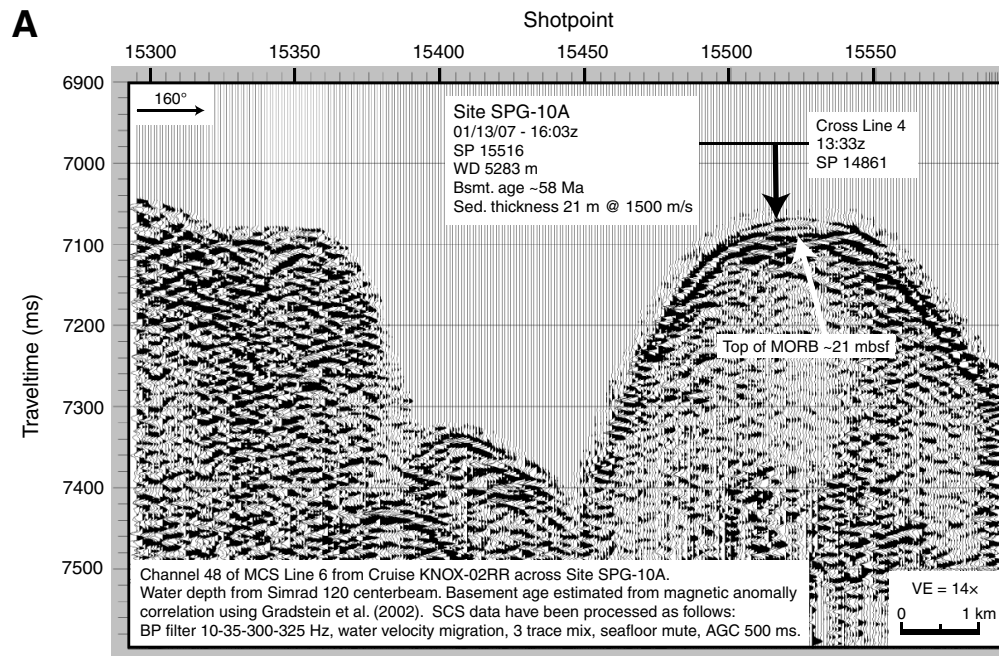 A
Shotpoint
15300 15350 15400 15450 15500 15550
6900
160°
Site SPG-10A
01/13/07 - 16:03z
SP 15516
WD 5283 m
Bsmt. age ~58 Ma
Sed. thickness 21 m @ 1500 m/s
Cross Line 4
13:33z
SP 14861
7000
7100
7200
Top of MORB ~21 mbsf
Traveltime (ms)
7300
7400
7500
Channel 48 of MCS Line 6 from Cruise KNOX-02RR across Site SPG-10A.
Water depth from Simrad 120 centerbeam. Basement age estimated from magnetic anomally
correlation using Gradstein et al. (2002). SCS data have been processed as follows:
BP filter 10-35-300-325 Hz, water velocity migration, 3 trace mix, seafloor mute, AGC 500 ms.
VE = 14×
0 1 km